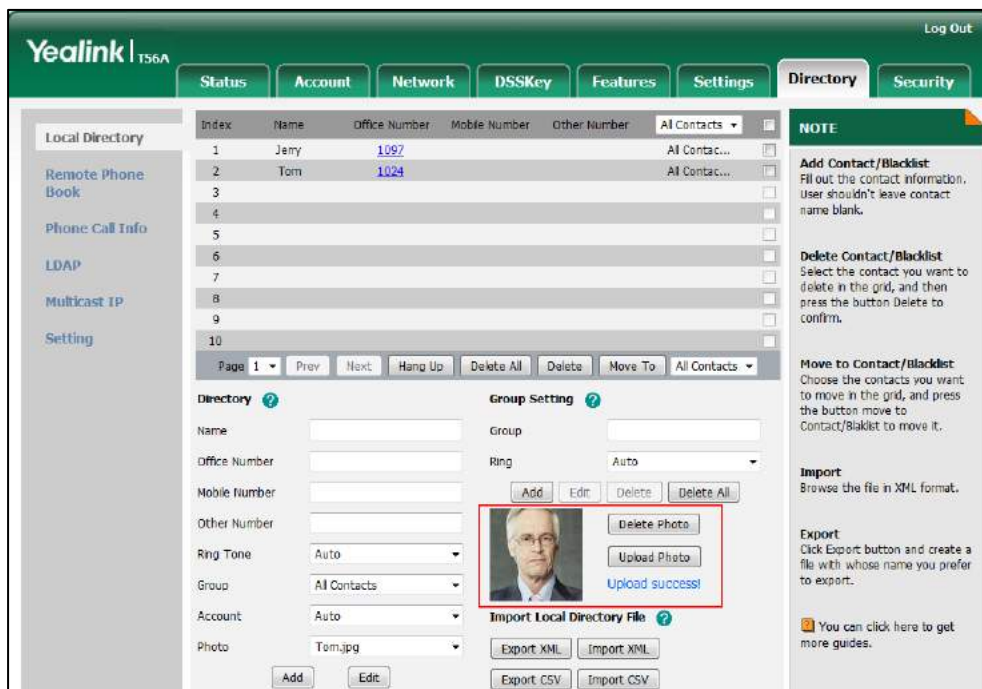 Log Out
Yealink | T56A
Status Account Network DSSKey Features Settings Directory Security
Local Directory
Remote Phone
Book
Phone Call Info
LDAP
Multicast IP
Setting
Index Name Office Number Mobile Number Other Number All Contacts
1 Jerry 1097 All Contac...
2 Tom 1024 All Contac...
3
4
5
6
7
8
9
10
Page 1 Prev Next Hang Up Delete All Delete Move To All Contacts
Directory ?
Name
Office Number
Mobile Number
Other Number
Ring Tone Auto
Group All Contacts
Account Auto
Photo Tom.jpg
Add Edit
Group Setting ?
Group
Ring Auto
Add Edit Delete Delete All
Delete Photo
Upload Photo
Upload success!
Import Local Directory File ?
Export XML Import XML
Export CSV Import CSV
NOTE
Add Contact/Blacklist
Fill out the contact information.
User shouldn't leave contact
name blank.
Delete Contact/Blacklist
Select the contact you want to
delete in the grid, and then
press the button Delete to
confirm.
Move to Contact/Blacklist
Choose the contacts you want
to move in the grid, and press
the button move to
Contact/Blaklist to move it.
Import
Browse the file in XML format.
Export
Click Export button and create a
file with whose name you prefer
to export.
? You can click here to get
more guides.